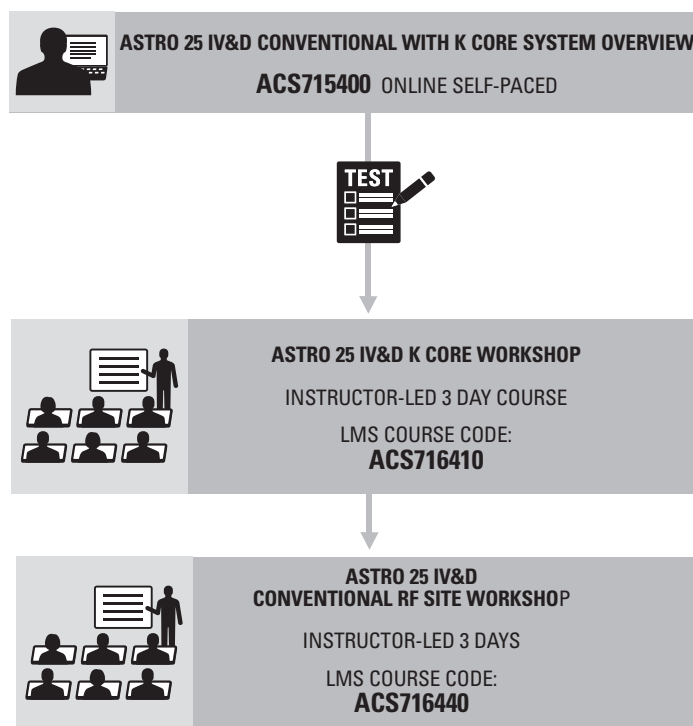 ASTRO 25 IV&D CONVENTIONAL WITH K CORE SYSTEM OVERVIEW
ACS715400 ONLINE SELF-PACED
TEST
ASTRO 25 IV&D K CORE WORKSHOP
INSTRUCTOR-LED 3 DAY COURSE
LMS COURSE CODE:
ACS716410
ASTRO 25 IV&D
CONVENTIONAL RF SITE WORKSHOP
INSTRUCTOR-LED 3 DAYS
LMS COURSE CODE:
ACS716440